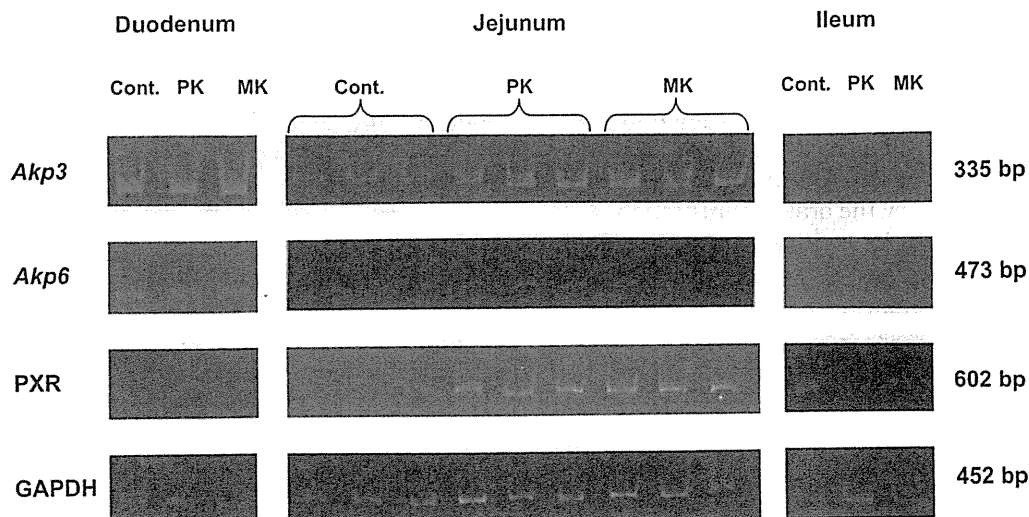 Duodenum Jejunum Ileum
Cont. PK MK Cont. PK MK Cont. PK MK
Akp3 335 bp
Akp6 473 bp
PXR 602 bp
GAPDH 452 bp